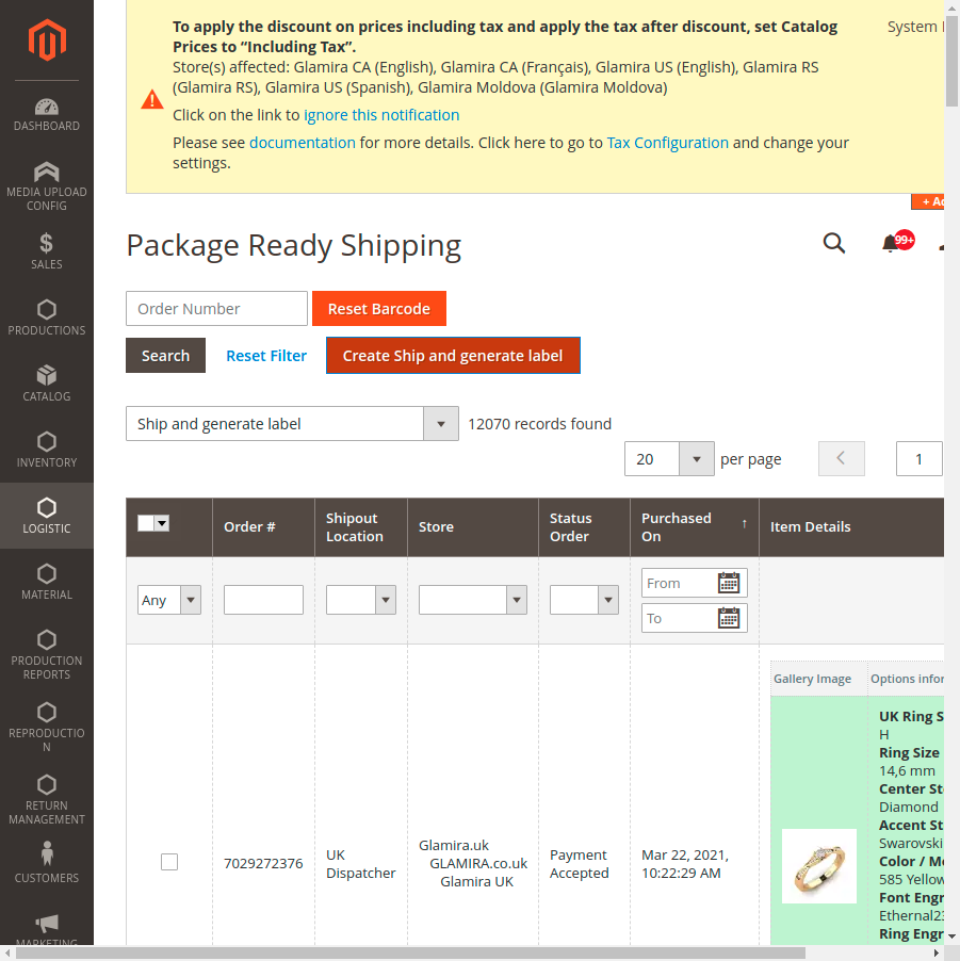 To apply the discount on prices including tax and apply the tax after discount, set Catalog
Prices to “Including Tax”.
Store(s) affected: Glamira CA (English), Glamira CA (Français), Glamira US (English), Glamira RS
(Glamira RS), Glamira US (Spanish), Glamira Moldova (Glamira Moldova)
Click on the link to ignore this notification
Please see documentation for more details. Click here to go to Tax Configuration and change your
settings.
System
DASHBOARD
MEDIA UPLOAD
CONFIG
SALES
PRODUCTIONS
CATALOG
INVENTORY
LOGISTIC
MATERIAL
PRODUCTION
REPORTS
REPRODUCTIO
N
RETURN
MANAGEMENT
CUSTOMERS
MARKETING
Package Ready Shipping
99+
Order Number
Reset Barcode
Search
Reset Filter
Create Ship and generate label
Ship and generate label
12070 records found
20
per page
1
Order #
Shipout
Location
Store
Status
Order
Purchased
On
Item Details
Any
From
To
Gallery Image
Options infor
7029272376
UK
Dispatcher
Glamira.uk
GLAMIRA.co.uk
Glamira UK
Payment
Accepted
Mar 22, 2021,
10:22:29 AM
UK Ring S
H
Ring Size
14,6 mm
Center St
Diamond
Accent St
Swarovski
Color / Me
585 Yellow
Font Engr
Ethernal23
Ring Engr